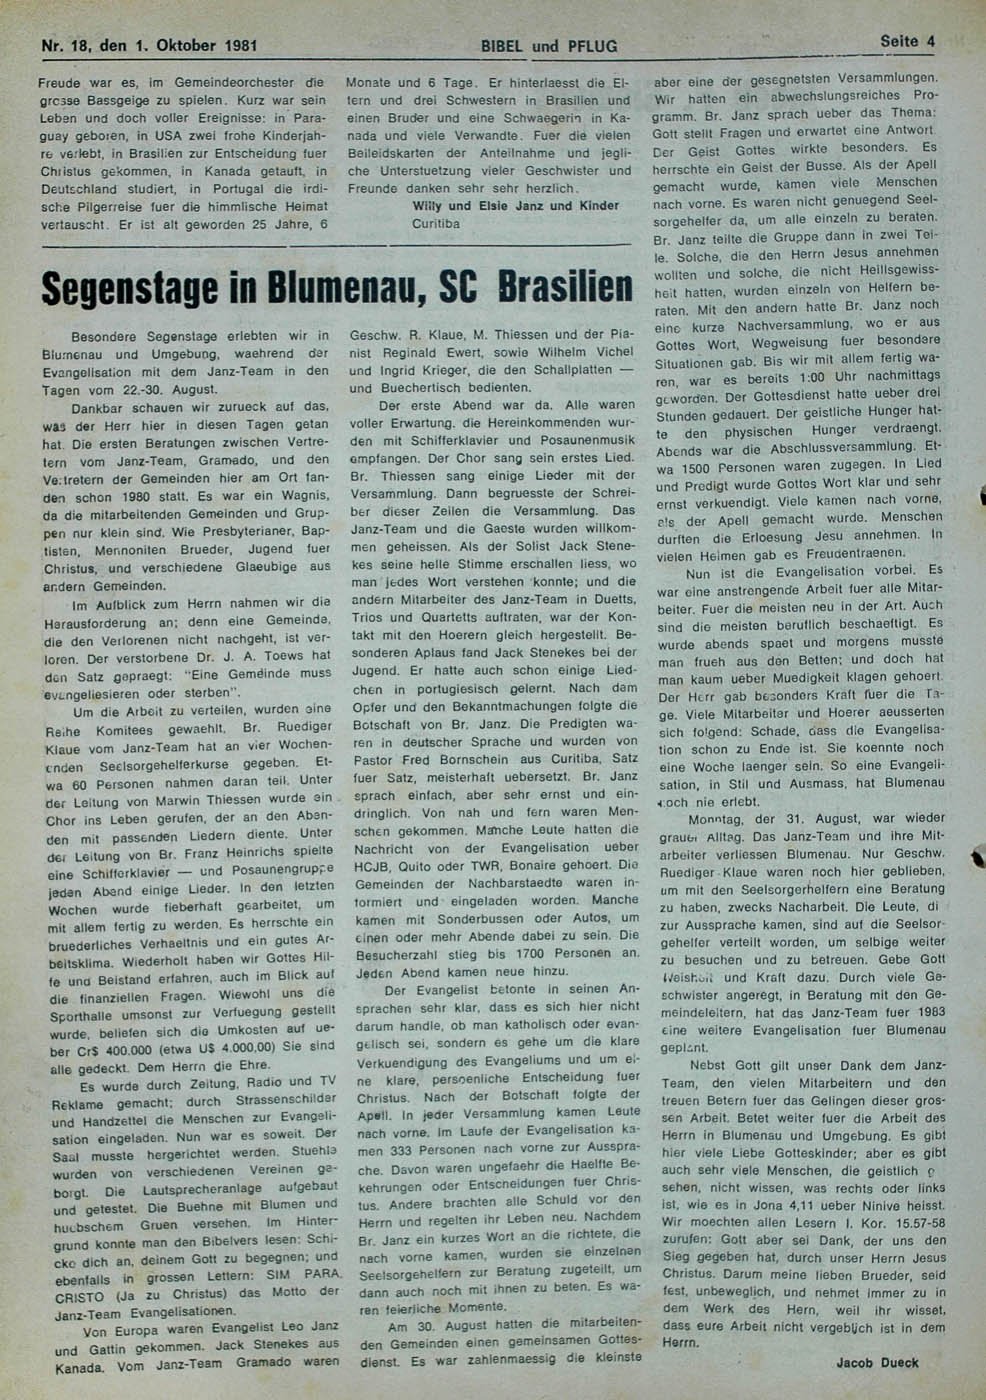 Nr. 18, den 1. Oktober 1981
BIBEL und PFLUG
Seite 4
Freude war es, im Gemeindeorchester die
grosse Bassgeige zu spielen. Kurz war sein
Leben und doch voller Ereignisse: in Para-
guay geboren, in USA zwei frohe Kinderjah-
re verlebt, in Brasilien zur Entscheidung fuer
Christus gekommen, in Kanada getauft, in
Deutschland studiert, in Portugal die irdi-
sche Pilgerreise fuer die himmlische Heimat
vertauscht. Er ist alt geworden 25 Jahre, 6
Monate und 6 Tage. Er hinterlaesst die El-
tern und drei Schwestern in Brasilien und
einen Bruder und eine Schwaegerin in Ka-
nada und viele Verwandte. Fuer die vielen
Beileidskarten der Anteilnahme und jegli-
che Unterstuetzung vieler Geschwister und
Freunde danken sehr sehr herzlich.
Willy und Elsie Janz und Kinder
Curitiba
Segenstage in Blumenau, SC Brasilien
Besondere Segenstage erlebten wir in
Blumenau und Umgebung, waehrend der
Evangelisation mit dem Janz-Team in den
Tagen vom 22.-30. August.
Dankbar schauen wir zurueck auf das,
was der Herr hier in diesen Tagen getan
hat. Die ersten Beratungen zwischen Vertre-
tern vom Janz-Team, Gramado, und den
Vertretern der Gemeinden hier am Ort fan-
den schon 1980 statt. Es war ein Wagnis,
da die mitarbeitenden Gemeinden und Grup-
pen nur klein sind. Wie Presbyterianer, Bap-
tisten, Mennoniten Brueder, Jugend fuer
Christus, und verschiedene Glaeubige aus
andern Gemeinden.
Im Aufblick zum Herrn nahmen wir die
Herausforderung an; denn eine Gemeinde,
die den Verlorenen nicht nachgeht, ist ver-
loren. Der verstorbene Dr. J. A. Toews hat
den Satz gepraegt: "Eine Gemeinde muss
evangeliesieren oder sterben".
Um die Arbeit zu verteilen, wurden eine
Reihe Komitees gewaehlt. Br. Ruediger
Klaue vom Janz-Team hat an vier Wochen-
enden Seelsorgehelferkurse gegeben. Et-
wa 60 Personen nahmen daran teil. Unter
der Leitung von Marwin Thiessen wurde ein
Chor ins Leben gerufen, der an den Aben-
den mit passenden Liedern diente. Unter
der Leitung von Br. Franz Heinrichs spielte
eine Schifferklavier — und Posaunengruppe
jeden Abend einige Lieder. In den letzten
Wochen wurde fieberhaft gearbeitet, um
mit allem fertig zu werden. Es herrschte ein
bruederliches Verhaeltnis und ein gutes Ar-
beitsklima. Wiederholt haben wir Gottes Hil-
fe und Beistand erfahren, auch im Blick auf
die finanziellen Fragen. Wiewohl uns die
Sporthalle umsonst zur Verfuegung gestellt
wurde, beliefen sich die Umkosten auf ue-
ber Cr$ 400.000 (etwa U$ 4.000,00) Sie sind
alle gedeckt. Dem Herrn die Ehre.
Es wurde durch Zeitung, Radio und TV
Reklame gemacht; durch Strassenschilder
und Handzettel die Menschen zur Evangeli-
sation eingeladen. Nun war es soweit. Der
Saal musste hergerichtet werden. Stuehle
wurden von verschiedenen Vereinen ge-
borgt. Die Lautsprecheranlage aufgebaut
und getestet. Die Buehne mit Blumen und
huebschem Gruen versehen. Im Hinter-
grund konnte man den Bibelvers lesen: Schi-
cke dich an, deinem Gott zu begegnen; und
ebenfalls in grossen Lettern: SIM PARA
CRISTO (Ja zu Christus) das Motto der
Janz-Team Evangelisationen.
Von Europa waren Evangelist Leo Janz
und Gattin gekommen. Jack Stenekes aus
Kanada. Vom Janz-Team Gramado waren
Geschw. R. Klaue, M. Thiessen und der Pia-
nist Reginald Ewert, sowie Wilhelm Vichel
und Ingrid Krieger, die den Schallplatten —
und Buechertisch bedienten.
Der erste Abend war da. Alle waren
voller Erwartung. die Hereinkommenden wur-
den mit Schifferklavier und Posaunenmusik
empfangen. Der Chor sang sein erstes Lied.
Br. Thiessen sang einige Lieder mit der
Versammlung. Dann begruesste der Schrei-
ber dieser Zeilen die Versammlung. Das
Janz-Team und die Gaeste wurden willkom-
men geheissen. Als der Solist Jack Stene-
kes seine helle Stimme erschallen liess, wo
man jedes Wort verstehen konnte; und die
andern Mitarbeiter des Janz-Team in Duetts,
Trios und Quartetts auftraten, war der Kon-
takt mit den Hoerern gleich hergestellt. Be-
sonderen Aplaus fand Jack Stenekes bei der
Jugend. Er hatte auch schon einige Lied-
chen in portugiesisch gelernt. Nach dem
Opfer und den Bekanntmachungen folgte die
Botschaft von Br. Janz. Die Predigten wa-
ren in deutscher Sprache und wurden von
Pastor Fred Bornschein aus Curitiba, Satz
fuer Satz, meisterhaft uebersetzt. Br. Janz
sprach einfach, aber sehr ernst und ein-
dringlich. Von nah und fern waren Men-
schen gekommen. Manche Leute hatten die
Nachricht von der Evangelisation ueber
HCJB, Quito oder TWR, Bonaire gehoert. Die
Gemeinden der Nachbarstaedte waren in-
formiert und eingeladen worden. Manche
kamen mit Sonderbussen oder Autos, um
einen oder mehr Abende dabei zu sein. Die
Besucherzahl stieg bis 1700 Personen an.
Jeden Abend kamen neue hinzu.
Der Evangelist betonte in seinen An-
sprachen sehr klar, dass es sich hier nicht
darum handle, ob man katholisch oder evan-
gelisch sei, sondern es gehe um die klare
Verkuendigung des Evangeliums und um ei-
ne klare, persoenliche Entscheidung fuer
Christus. Nach der Botschaft folgte der
Apell. In jeder Versammlung kamen Leute
nach vorne. Im Laufe der Evangelisation ka-
men 333 Personen nach vorne zur Ausspra-
che. Davon waren ungefaehr die Haelfte Be-
kehrungen oder Entscheidungen fuer Chris-
tus. Andere brachten alle Schuld vor den
Herrn und regelten ihr Leben neu. Nachdem
Br. Janz ein kurzes Wort an die richtete, die
nach vorne kamen, wurden sie einzelnen
Seelsorgehelfern zur Beratung zugeteilt, um
dann auch noch mit ihnen zu beten. Es wa-
ren feierliche Momente.
Am 30. August hatten die mitarbeiten-
den Gemeinden einen gemeinsamen Gottes-
dienst. Es war zahlenmaessig die kleinste
aber eine der gesegnetsten Versammlungen.
Wir hatten ein abwechslungsreiches Pro-
gramm. Br. Janz sprach ueber das Thema:
Gott stellt Fragen und erwartet eine Antwort.
Der Geist Gottes wirkte besonders. Es
herrschte ein Geist der Busse. Als der Apell
gemacht wurde, kamen viele Menschen
nach vorne. Es waren nicht genuegend Seel-
sorgehelfer da, um alle einzeln zu beraten.
Br. Janz teilte die Gruppe dann in zwei Tei-
le. Solche, die den Herrn Jesus annehmen
wollten und solche, die nicht Heillsgewiss-
heit hatten, wurden einzeln von Helfern be-
raten. Mit den andern hatte Br. Janz noch
eine kurze Nachversammlung, wo er aus
Gottes Wort, Wegweisung fuer besondere
Situationen gab. Bis wir mit allem fertig wa-
ren, war es bereits 1:00 Uhr nachmittags
geworden. Der Gottesdienst hatte ueber drei
Stunden gedauert. Der geistliche Hunger hat-
te den physischen Hunger verdraengt.
Abends war die Abschlussversammlung. Et-
wa 1500 Personen waren zugegen. In Lied
und Predigt wurde Gottes Wort klar und sehr
ernst verkuendigt. Viele kamen nach vorne,
als der Apell gemacht wurde. Menschen
durften die Erloesung Jesu annehmen. In
vielen Heimen gab es Freudentraenen.
Nun ist die Evangelisation vorbei. Es
war eine anstrengende Arbeit fuer alle Mitar-
beiter. Fuer die meisten neu in der Art. Auch
sind die meisten beruflich beschaeftigt. Es
wurde abends spaet und morgens musste
man frueh aus den Betten; und doch hat
man kaum ueber Muedigkeit klagen gehoert.
Der Herr gab besonders Kraft fuer die Ta-
ge. Viele Mitarbeiter und Hoerer aeusserten
sich folgend: Schade, dass die Evangelisa-
tion schon zu Ende ist. Sie koennte noch
eine Woche laenger sein. So eine Evangeli-
sation, in Stil und Ausmass, hat Blumenau
noch nie erlebt.
Monntag, der 31. August, war wieder
grauer Alltag. Das Janz-Team und ihre Mit-
arbeiter verliessen Blumenau. Nur Geschw.
Ruediger Klaue waren noch hier geblieben,
um mit den Seelsorgerhelfern eine Beratung
zu haben, zwecks Nacharbeit. Die Leute, di
zur Aussprache kamen, sind auf die Seelsor-
gehelfer verteilt worden, um selbige weiter
zu besuchen und zu betreuen. Gebe Gott
Weisheit und Kraft dazu. Durch viele Ge-
schwister angeregt, in Beratung mit den Ge-
meindeleitern, hat das Janz-Team fuer 1983
eine weitere Evangelisation fuer Blumenau
geplant.
Nebst Gott gilt unser Dank dem Janz-
Team, den vielen Mitarbeitern und den
treuen Betern fuer das Gelingen dieser gros-
sen Arbeit. Betet weiter fuer die Arbeit des
Herrn in Blumenau und Umgebung. Es gibt
hier viele Liebe Gotteskinder; aber es gibt
auch sehr viele Menschen, die geistlich
sehen, nicht wissen, was rechts oder links
ist, wie es in Jona 4,11 ueber Ninive heisst.
Wir moechten allen Lesern I. Kor. 15.57-58
zurufen: Gott aber sei Dank, der uns den
Sieg gegeben hat, durch unser Herrn Jesus
Christus. Darum meine lieben Brueder, seid
fest, unbeweglich, und nehmet immer zu in
dem Werk des Hern, weil ihr wisset,
dass eure Arbeit nicht vergeblich ist in dem
Herrn.
Jacob Dueck